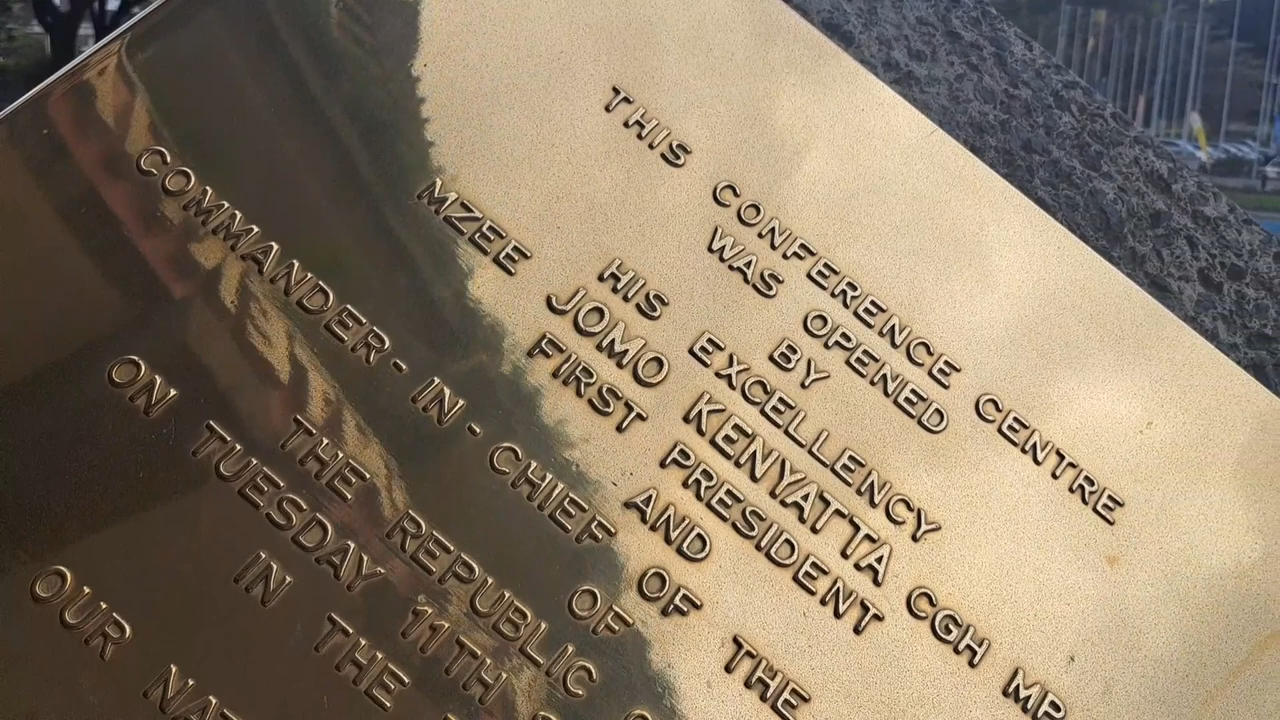 THIS CONFERENCE CENTRE
WAS OPENED
BY
HIS EXCELLENCY
MZEE JOMO KENYATTA CGH MP
FIRST PRESIDENT
AND
COMMANDER-IN-CHIEF OF THE
OF
THE REPUBLIC
ON TUESDAY 11TH
IN THE
OUR